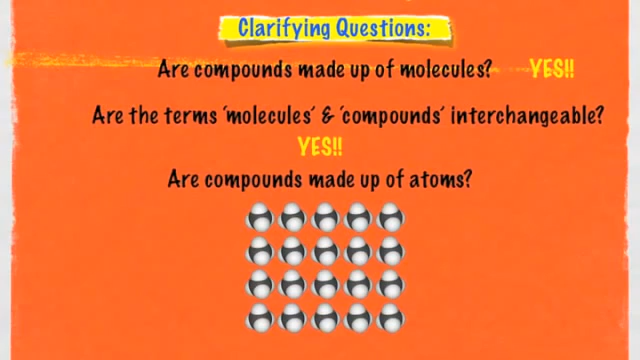 Clarifying Questions:
Are compounds made up of molecules? YES!!
Are the terms 'molecules' & 'compounds' interchangeable?
YES!!
Are compounds made up of atoms?